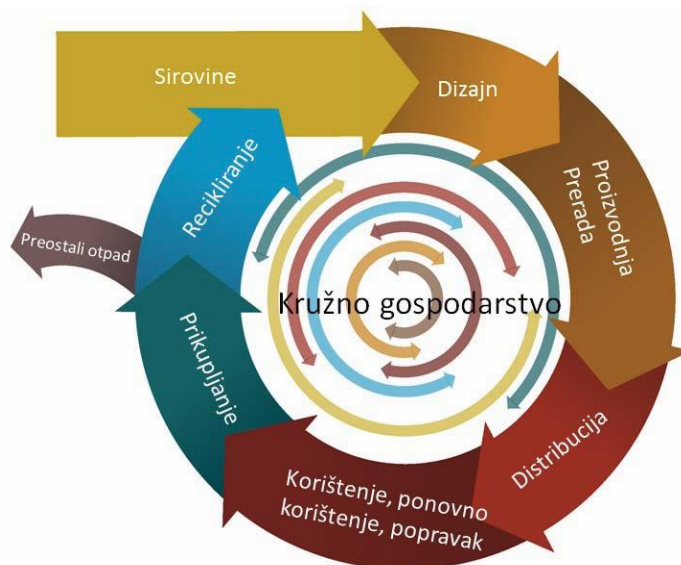 Sirovine
Dizajn
Proizvodnja
Prerada
Distribucija
Korištenje, ponovno
korištenje, popravak
Prikupljanje
Recikliranje
Preostali otpad
Kružno gospodarstvo